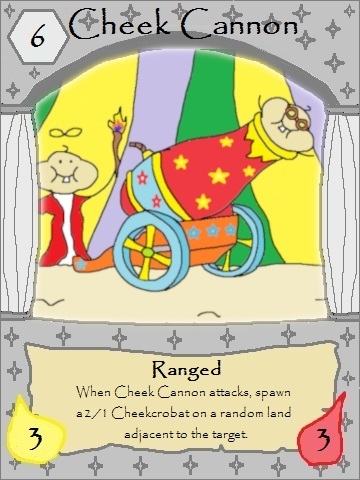 6
Cheek Cannon
Ranged
When Cheek Cannon attacks, spawn
a 2/1 Cheekcrobat on a random land
adjacent to the target.
3
3